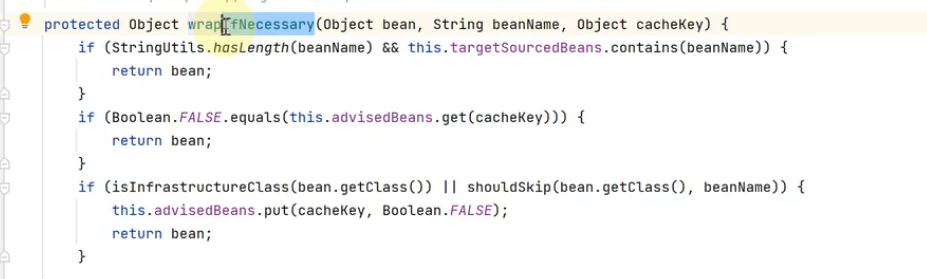 protected Object wrapIfNecessary(Object bean, String beanName, Object cacheKey) {
if (StringUtils.hasLength(beanName) && this.targetSourcedBeans.contains(beanName)) {
return bean;
}
if (Boolean.FALSE.equals(this.advisedBeans.get(cacheKey))) {
return bean;
}
if (isInfrastructureClass(bean.getClass()) || shouldSkip(bean.getClass(), beanName)) {
this.advisedBeans.put(cacheKey, Boolean.FALSE);
return bean;
}